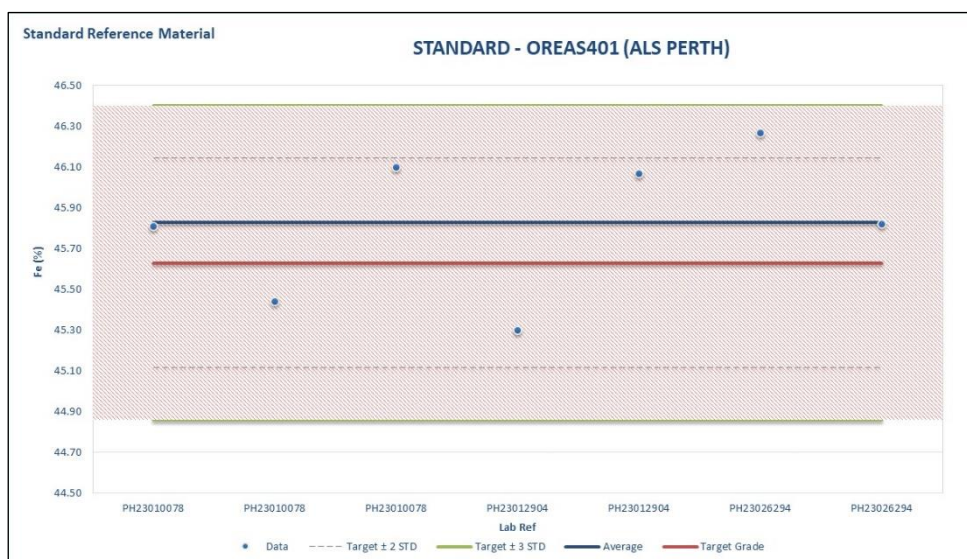 Standard Reference Material
STANDARD - OREAS401 (ALS PERTH)
46.50
46.30
46.10
45.90
45.70
45.50
45.30
45.10
44.90
44.70
44.50
Fe (%)
PH23010078 PH23010078 PH23010078 PH23012904 PH23012904 PH23026294 PH23026294
Lab Ref
Data Target ± 2 STD Target ± 3 STD Average Target Grade